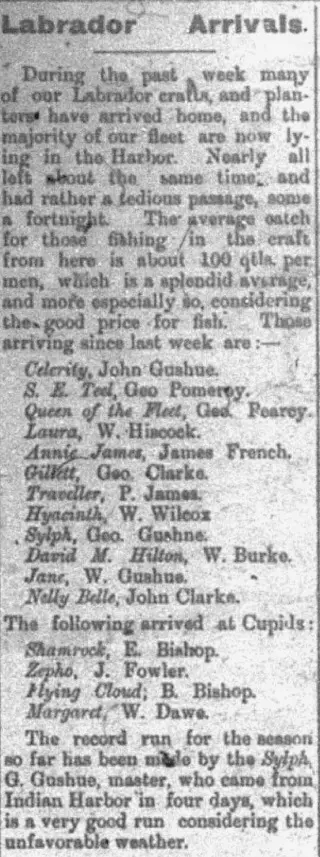 Labrador Arrivals.
During the past week many
of our Labrador crafts, and plan-
ters have arrived home, and the
majority of our fleet are now ly-
ing in the Harbor. Nearly all
left about the same time, and
had rather a tedious passage, some
a fortnight. The average catch
for those fishing in the craft
from here is about 100 qtls. per
men, which is a splendid average,
and more especially so, considering
the good price for fish. Those
arriving since last week are:—
Celerity, John Gushue.
S. E. Teel, Geo Pomeroy.
Queen of the Fleet, Geo. Pearcy.
Laura, W. Hiscock.
Annie James, James French.
Gillett, Geo. Clarke.
Traveller, P. James.
Hyacinth, W. Wilcox
Sylph, Geo. Gushne.
David M. Hilton, W. Burke.
Jane, W. Gushue.
Nelly Belle, John Clarke.
The following arrived at Cupids:
Shamrock, E. Bishop.
Zepho, J. Fowler.
Flying Cloud; B. Bishop.
Margaret, W. Dawe.
The record run for the season
so far has been made by the Sylph,
G. Gushue, master, who came from
Indian Harbor in four days, which
is a very good run considering the
unfavorable weather.